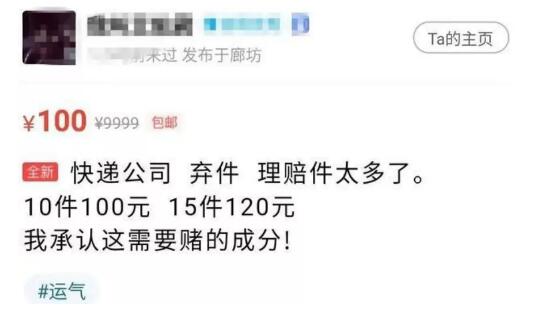 Ta的主页
前来过 发布于廊坊
¥100 ¥9999 包邮
全新 快递公司 弃件 理赔件太多了。
10件100元 15件120元
我承认这需要赌的成分!
#运气